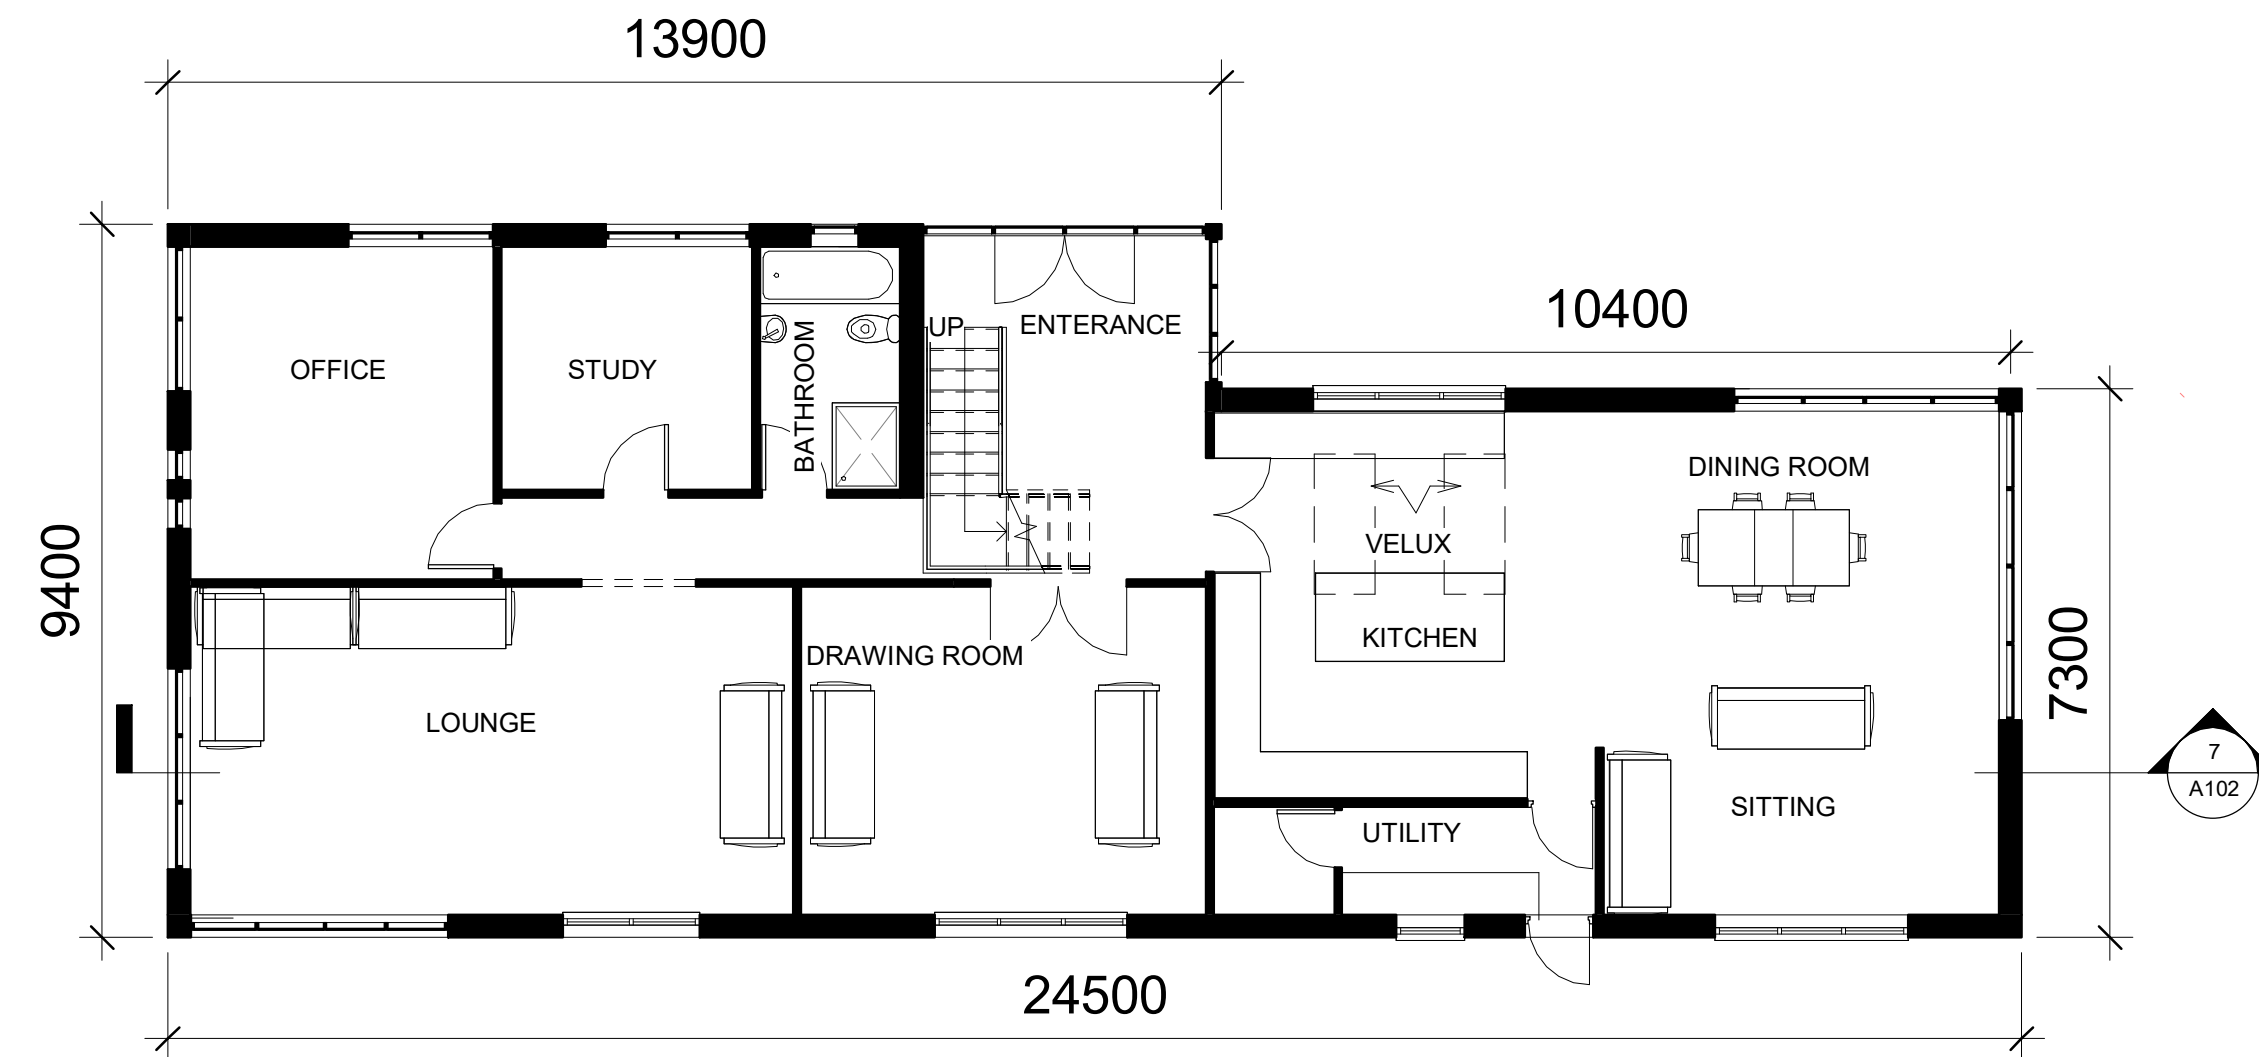 13900
10400
UP
ENTERANCE
OFFICE
STUDY
BATHROOM
DINING ROOM
VELUX
9400
KITCHEN
DRAWING ROOM
7300
LOUNGE
7
A102
SITTING
UTILITY
24500